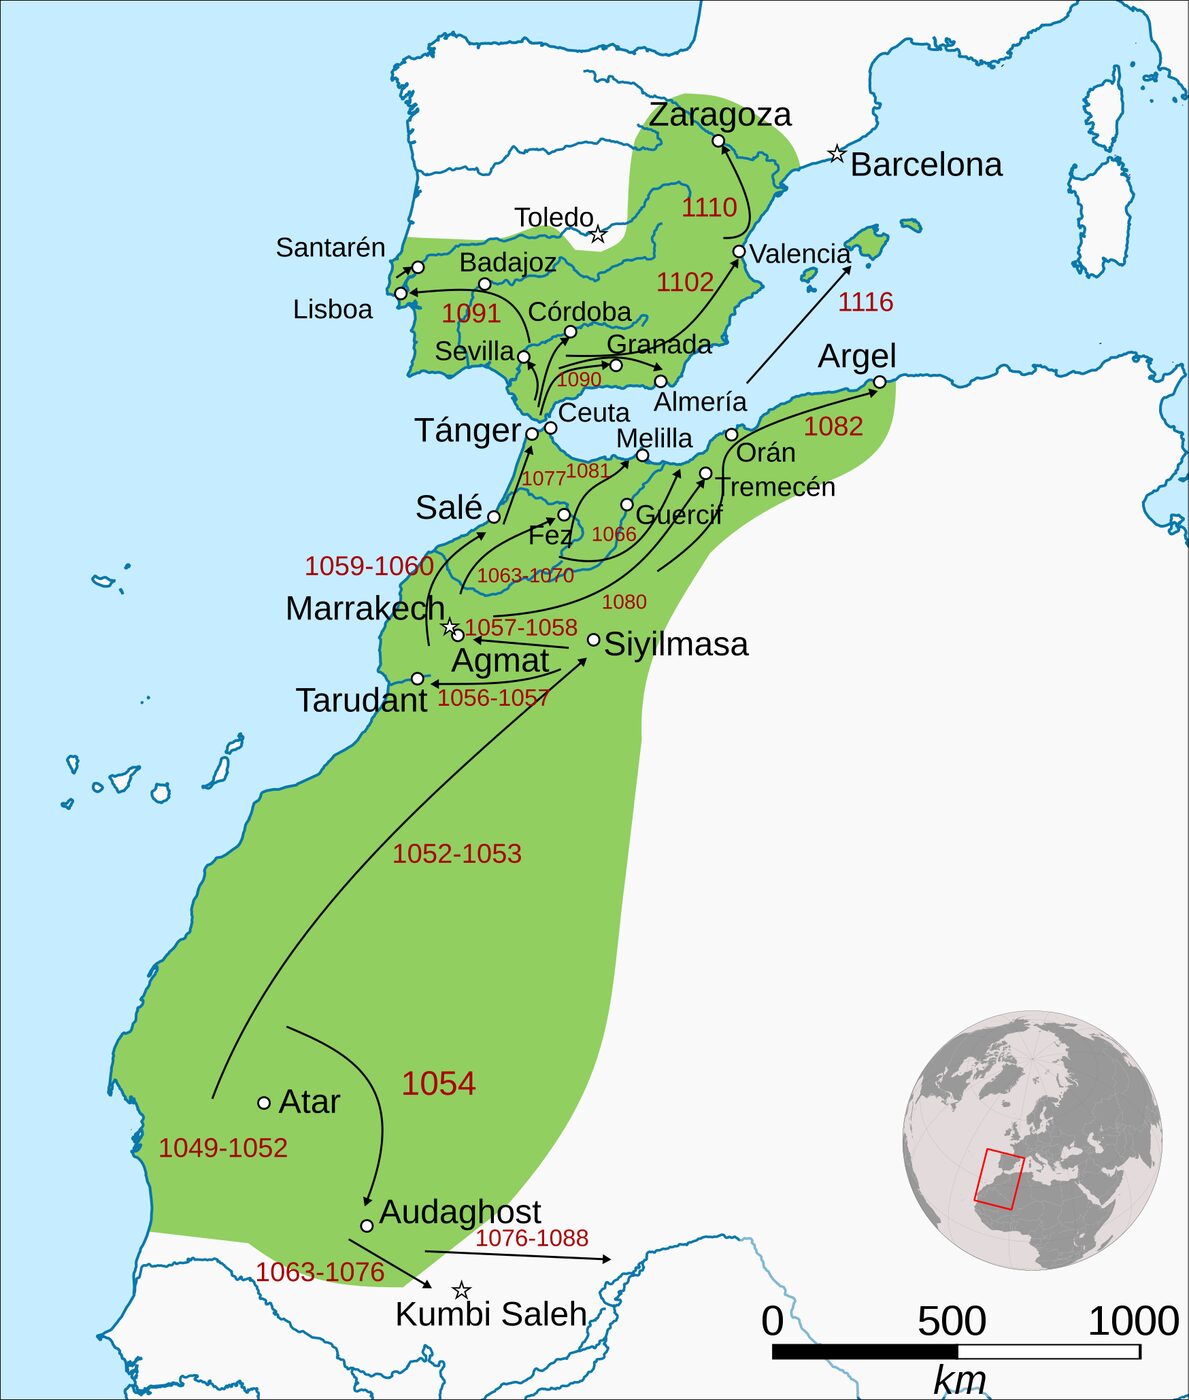 Zaragoza
Barcelona
1110
Toledo
Santarén
Valencia
Badajoz
1102
1116
Lisboa
1091
Córdoba
Sevilla
Granada
Argel
1090
Almería
Ceuta
Tánger
Melilla
1082
Orán
1077
1081
Tremecén
Salé
Guercif
Fez
1066
1059-1060
1063-1070
1080
Marrakech
1057-1058
Siyilmasa
Agmat
Tarudant
1056-1057
1052-1053
1054
Atar
1049-1052
Audaghost
1076-1088
1063-1076
Kumbi Saleh
0 500 1000
km